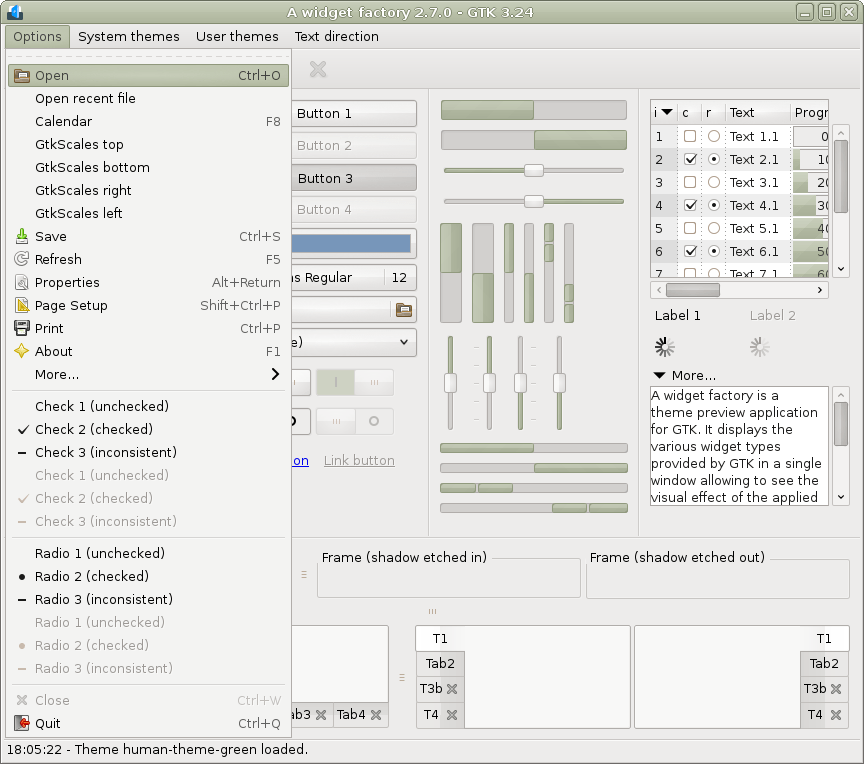 A widget factory 2.7.0 - GTK 3.24
Options System themes User themes Text direction
Open Ctrl+O
Open recent file
Calendar F8
GtkScales top
GtkScales bottom
GtkScales right
GtkScales left
Save Ctrl+S
Refresh F5
Properties Alt+Return
Page Setup Shift+Ctrl+P
Print Ctrl+P
About F1
More...
Check 1 (unchecked)
Check 2 (checked)
Check 3 (inconsistent)
Check 1 (unchecked)
Check 2 (checked)
Check 3 (inconsistent)
Radio 1 (unchecked)
Radio 2 (checked)
Radio 3 (inconsistent)
Radio 1 (unchecked)
Radio 2 (checked)
Radio 3 (inconsistent)
Close Ctrl+W
Quit Ctrl+Q
Button 1
Button 2
Button 3
Button 4
s Regular 12
e)
on Link button
i c r Text Progr
1 Text 1.1 0
2 Text 2.1 10
3 Text 3.1 20
4 Text 4.1 30
5 Text 5.1 40
6 Text 6.1 50
7 Text 7.1 60
Label 1 Label 2
More...
A widget factory is a
theme preview application
for GTK. It displays the
various widget types
provided by GTK in a single
window allowing to see the
visual effect of the applied
Frame (shadow etched in) Frame (shadow etched out)
ab3 Tab4
T1
Tab2
T3b
T4
T1
Tab2
T3b
T4
18:05:22 - Theme human-theme-green loaded.